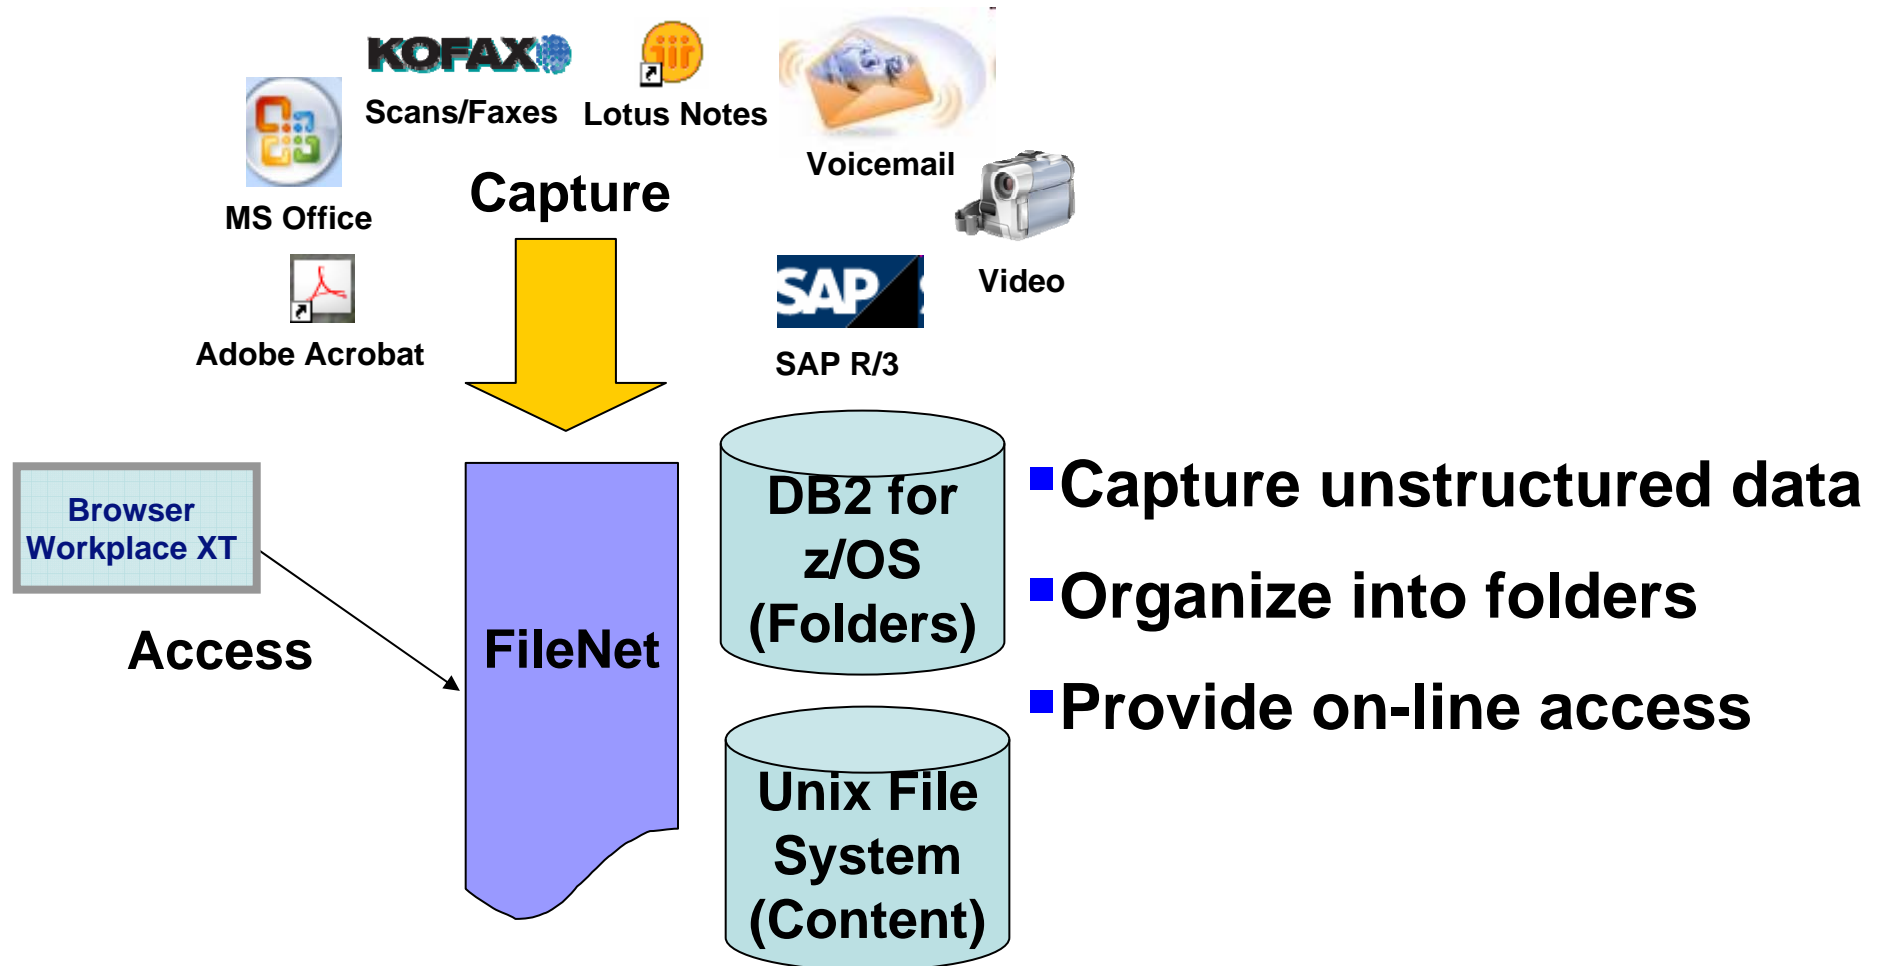 KOFAX
Scans/Faxes
Lotus Notes
Voicemail
MS Office
Capture
Video
SAP
Adobe Acrobat
SAP R/3
Browser
Workplace XT
Access
FileNet
DB2 for
z/OS
(Folders)
Unix File
System
(Content)
Capture unstructured data
Organize into folders
Provide on-line access